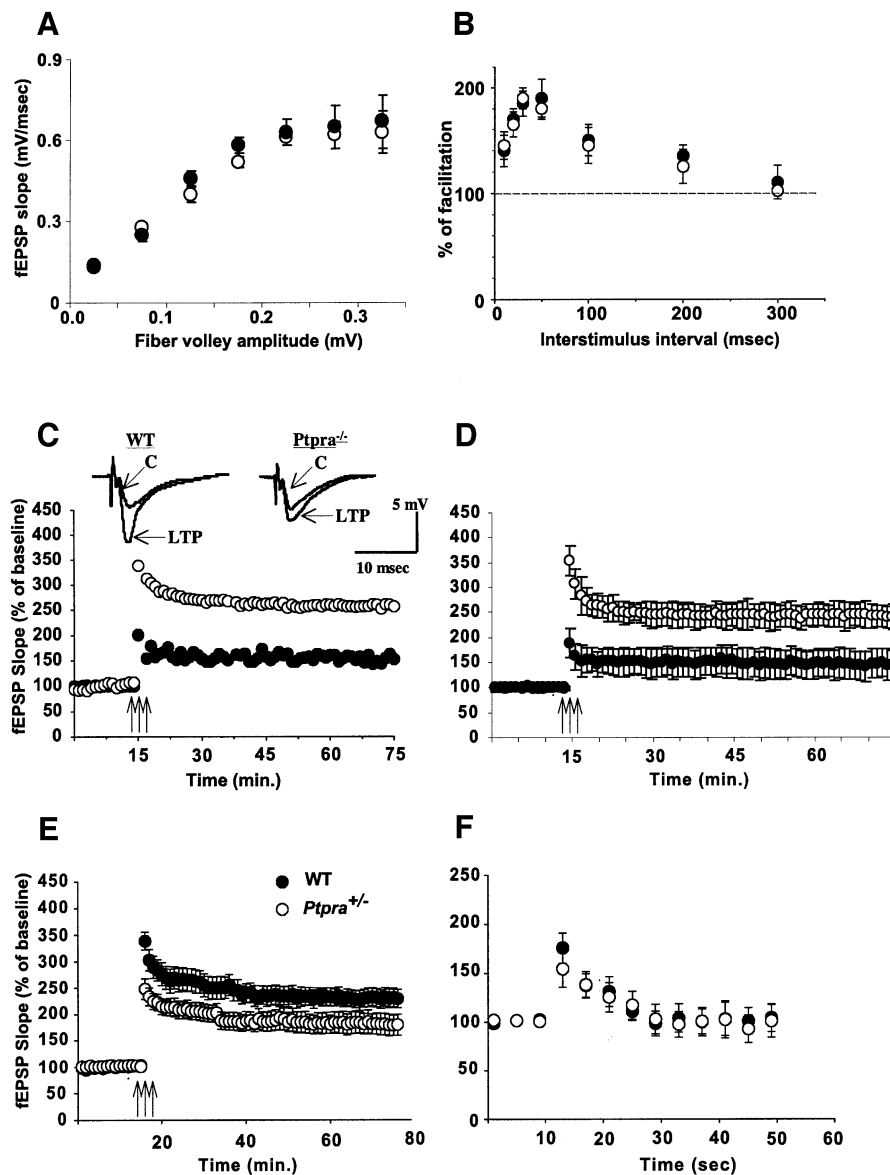 A
fEPSP slope (mV/msec)
0.9
0.6
0.3
0
0.0 0.1 0.2 0.3
Fiber volley amplitude (mV)
B
% of facilitation
200
100
0
0 100 200 300
Interstimulus interval (msec)
C
WT
C
LTP
Ptpra-/-
C
LTP
5 mV
10 msec
fEPSP Slope (% of baseline)
450
400
350
300
250
200
150
100
50
0
15 30 45 60 75
Time (min.)
D
450
400
350
300
250
200
150
100
50
0
15 30 45 60
Time (min.)
E
WT
Ptpra+/-
fEPSP Slope (% of baseline)
450
400
350
300
250
200
150
100
50
0
20 40 60 80
Time (min.)
F
250
200
150
100
50
0
0 10 20 30 40 50 60
Time (sec)